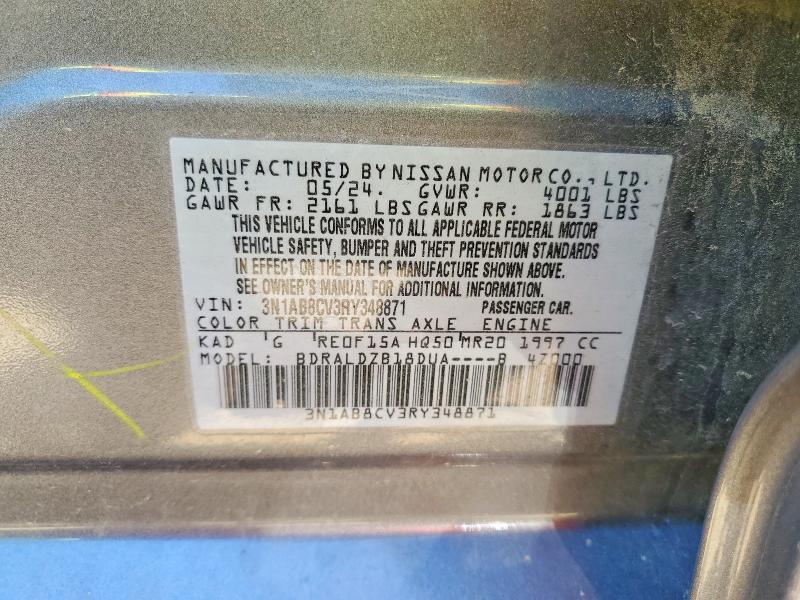 MANUFACTURED BY NISSAN MOTOR CO., LTD.
DATE: 05/24. GVWR: 4001 LBS
GAWR FR: 2161 LBS GAWR RR: 1863 LBS
THIS VEHICLE CONFORMS TO ALL APPLICABLE FEDERAL MOTOR
VEHICLE SAFETY, BUMPER AND THEFT PREVENTION STANDARDS
IN EFFECT ON THE DATE OF MANUFACTURE SHOWN ABOVE.
SEE OWNER'S MANUAL FOR ADDITIONAL INFORMATION.
VIN: 3N1AB8CV3RY348871 PASSENGER CAR.
COLOR TRIM TRANS AXLE ENGINE
KAD G RE0F15A HQ50 MR20 1997 CC
MODEL: BDRALDZB18DUA----B 47000
3N1AB8CV3RY348871